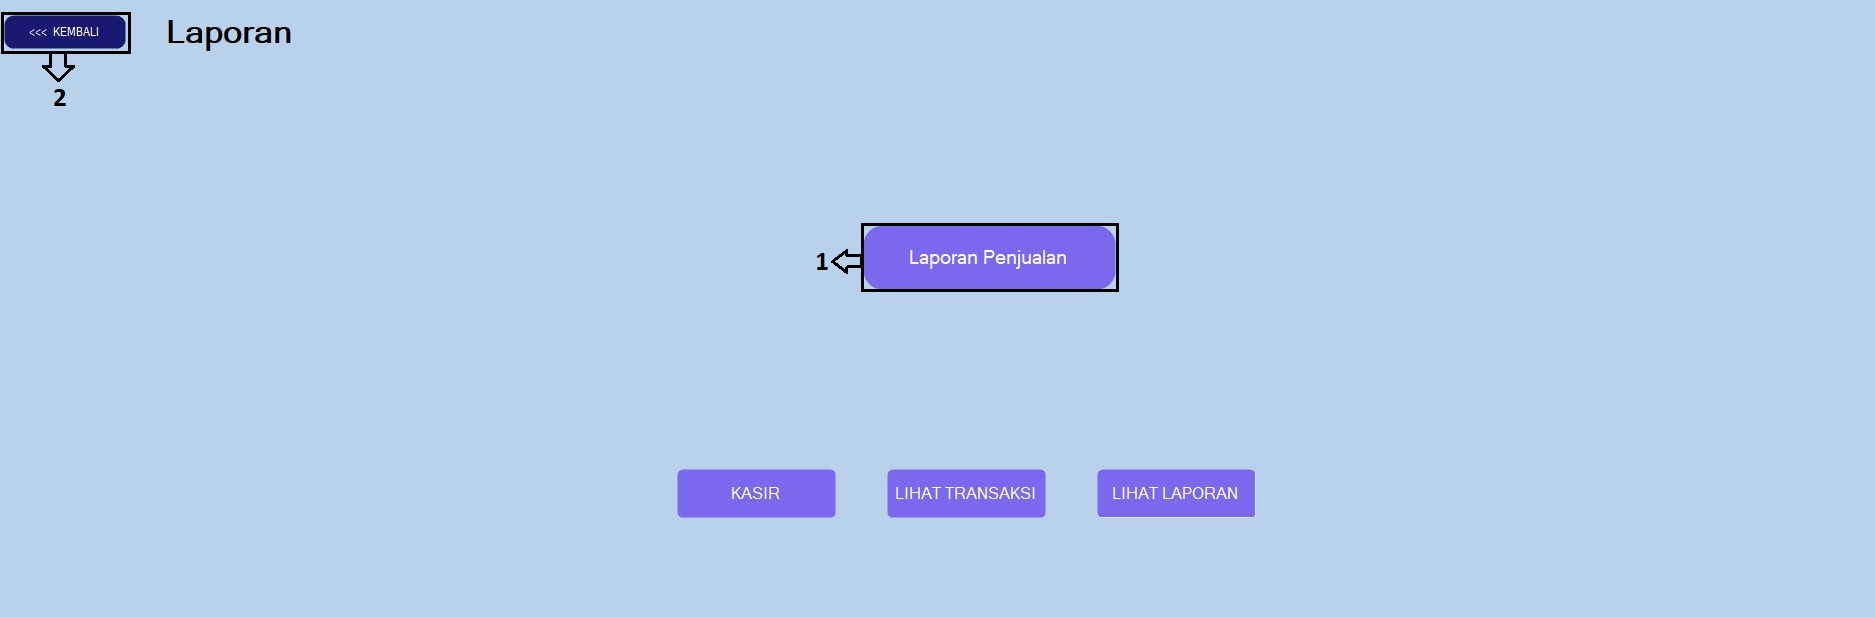 <<< KEMBALI
Laporan
2
1
Laporan Penjualan
KASIR
LIHAT TRANSAKSI
LIHAT LAPORAN